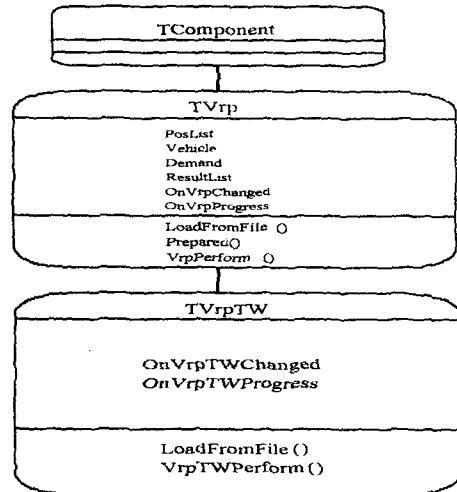 TComponent
TVrp
PosList
Vehicle
Demand
ResultList
OnVrpChanged
OnVrpProgress
LoadFromFile ()
Prepared()
VrpPerform ()
TVrpTW
OnVrpTWChanged
OnVrpTWProgress
LoadFromFile ()
VrpTWPerform ()